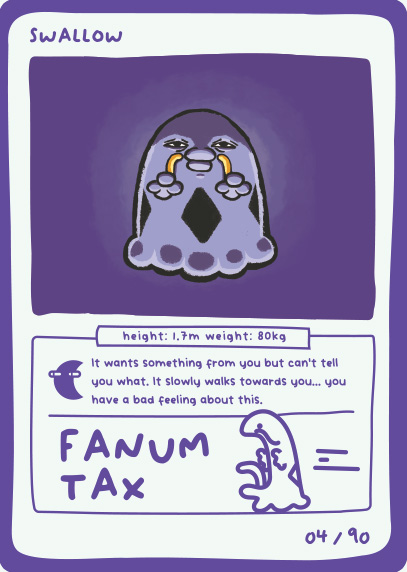 SWALLOW
height: 1.7m weight: 80kg
It wants something from you but can't tell
you what. It slowly walks towards you... you
have a bad feeling about this.
FANUM
TAX
04 / 90